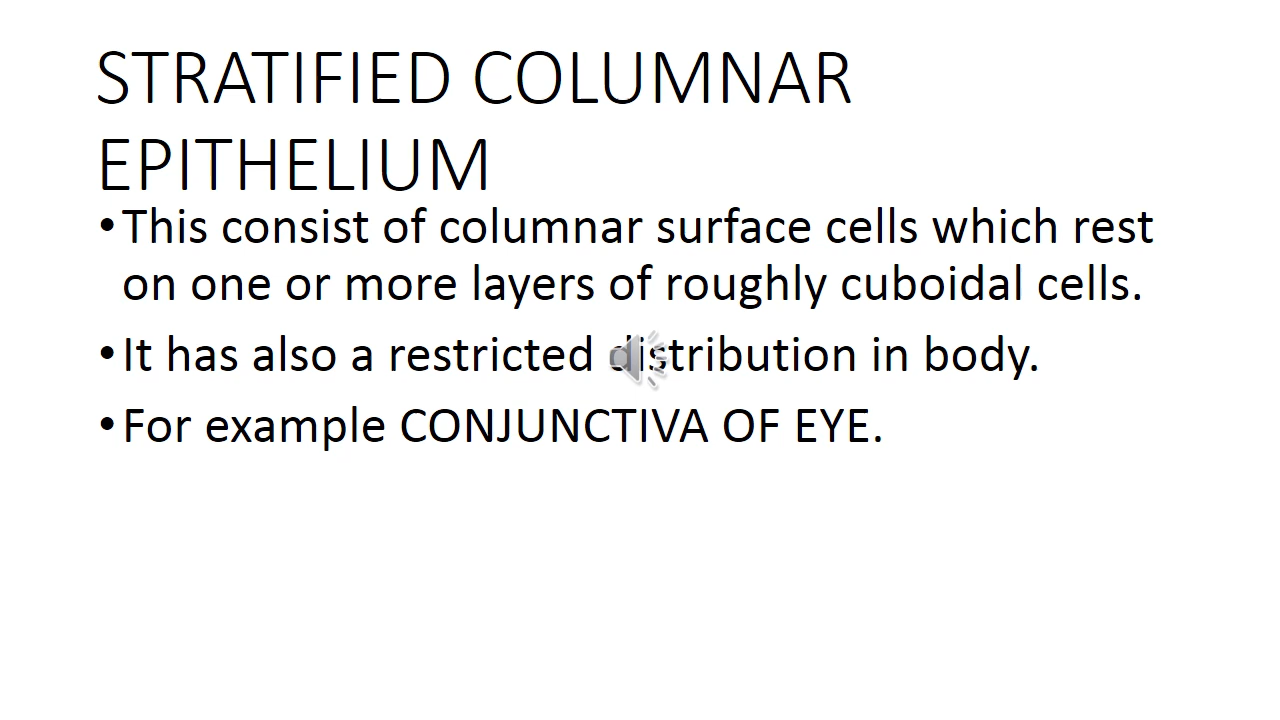 STRATIFIED COLUMNAR
EPITHELIUM
•This consist of columnar surface cells which rest
on one or more layers of roughly cuboidal cells.
•It has also a restricted distribution in body.
•For example CONJUNCTIVA OF EYE.